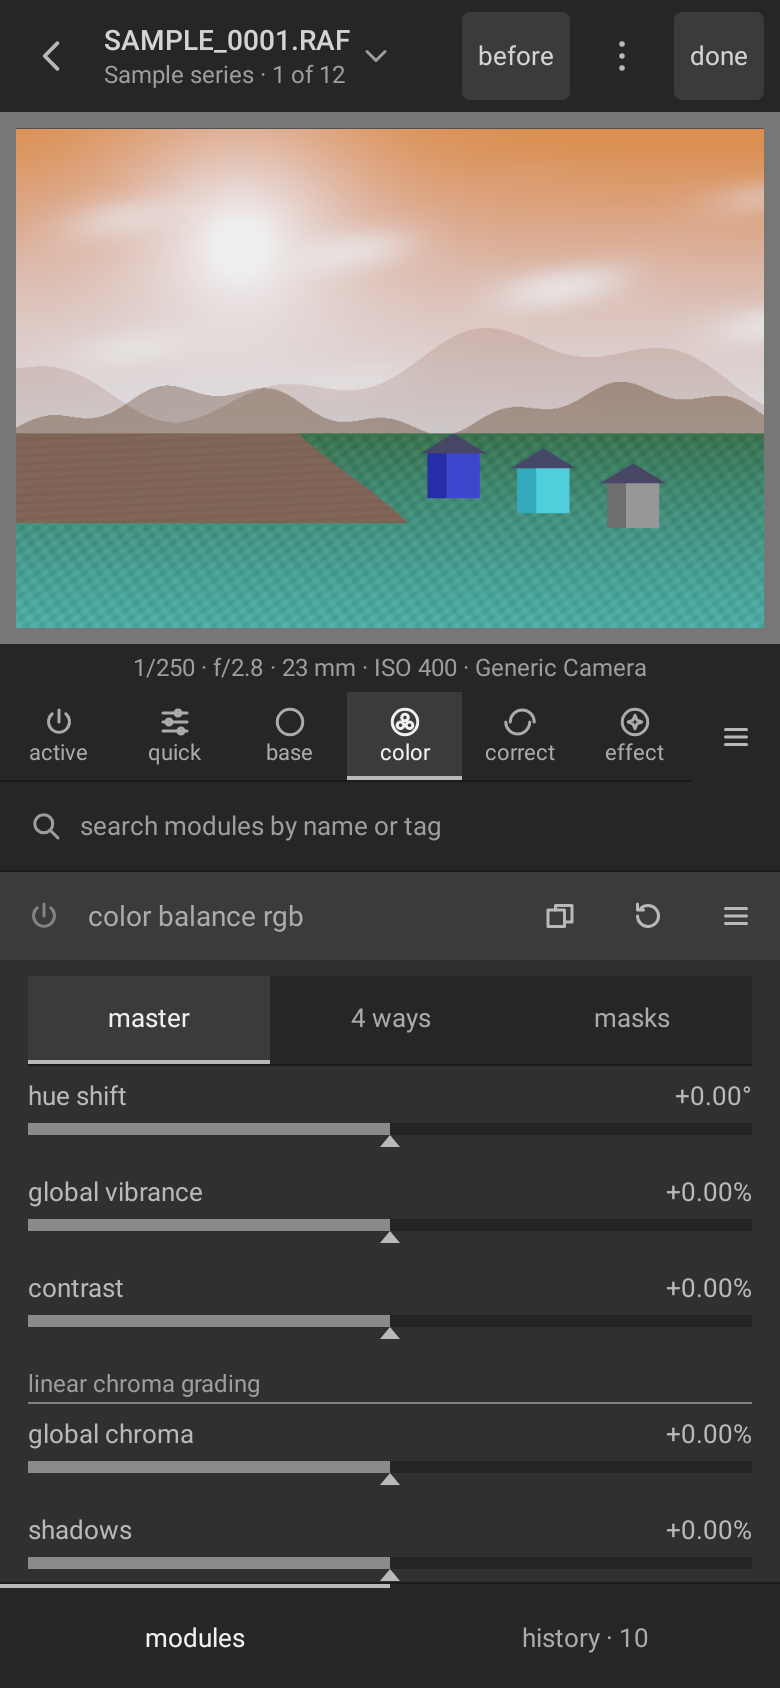 SAMPLE_0001.RAF
Sample series · 1 of 12
before
done
1/250 · f/2.8 · 23 mm · ISO 400 · Generic Camera
active
quick
base
color
correct
effect
search modules by name or tag
color balance rgb
master
4 ways
masks
hue shift +0.00°
global vibrance +0.00%
contrast +0.00%
linear chroma grading
global chroma +0.00%
shadows +0.00%
modules
history · 10